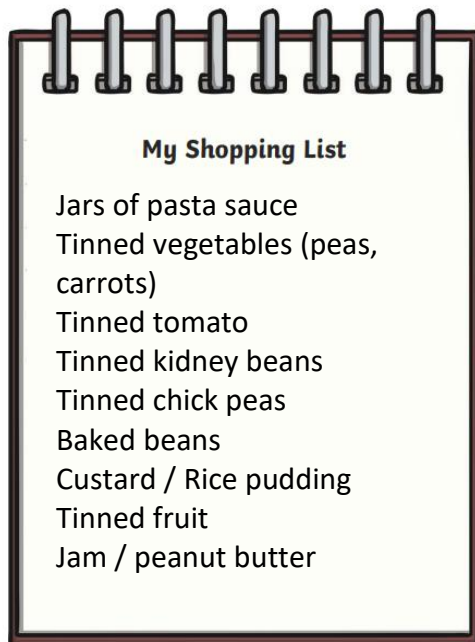 My Shopping List
Jars of pasta sauce
Tinned vegetables (peas,
carrots)
Tinned tomato
Tinned kidney beans
Tinned chick peas
Baked beans
Custard / Rice pudding
Tinned fruit
Jam / peanut butter